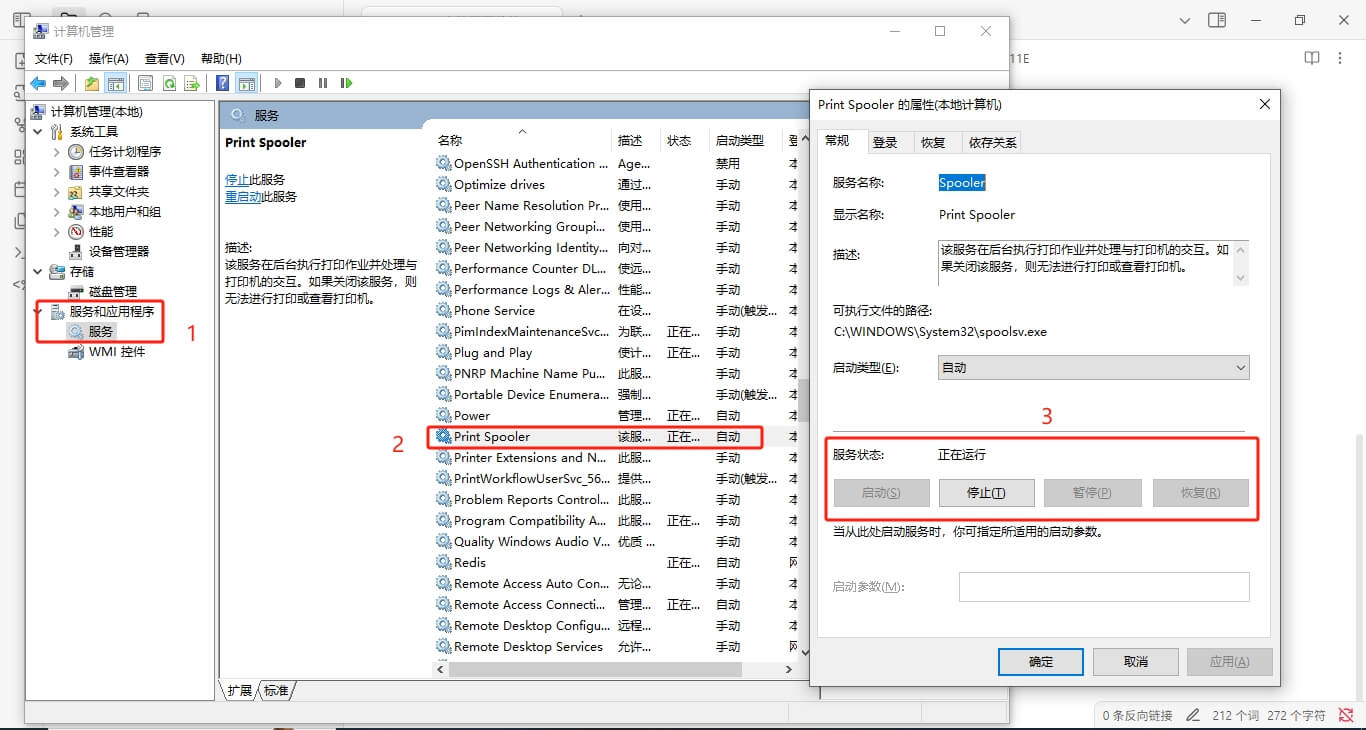 计算机管理
文件(F) 操作(A) 查看(V) 帮助(H)
计算机管理(本地)
系统工具
任务计划程序
事件查看器
共享文件夹
本地用户和组
性能
设备管理器
存储
磁盘管理
服务和应用程序
服务
WMI 控件
1
服务
Print Spooler
停止此服务
重启动此服务
描述:
该服务在后台执行打印作业并处理与
打印机的交互。如果关闭该服务，则
无法进行打印或查看打印机。
名称 描述 状态 启动类型 登
OpenSSH Authentication ... Age... 禁用 本
Optimize drives 通过... 手动 本
Peer Name Resolution Pr... 使用... 手动 本
Peer Networking Groupi... 使用... 手动 本
Peer Networking Identity... 向对... 手动 本
Performance Counter DL... 使远... 手动 本
Performance Logs & Aler... 性能... 手动 本
Phone Service 在设... 手动(触发... 本
PimIndexMaintenanceSvc... 为联... 正在... 手动 本
Plug and Play 使计... 正在... 手动 本
PNRP Machine Name Pu... 此服... 手动 本
Portable Device Enumera... 强制... 手动(触发... 本
Power 管理... 正在... 自动 本
2
Print Spooler 该服... 正在... 自动 本
Printer Extensions and N... 此服... 手动 本
PrintWorkflowUserSvc_56... 提供... 手动(触发... 本
Problem Reports Control... 此服... 手动 本
Program Compatibility A... 此服... 正在... 手动 本
Quality Windows Audio V... 优质 ... 手动 本
Redis 正在... 自动 网
Remote Access Auto Con... 无论... 手动 本
Remote Access Connecti... 管理... 正在... 自动 本
Remote Desktop Configu... 远程... 手动 本
Remote Desktop Services 允许... 手动 网
扩展 标准
11E
Print Spooler 的属性(本地计算机)
常规 登录 恢复 依存关系
服务名称: Spooler
显示名称: Print Spooler
描述: 该服务在后台执行打印作业并处理与打印机的交互。如
果关闭该服务，则无法进行打印或查看打印机。
可执行文件的路径:
C:\WINDOWS\System32\spoolsv.exe
启动类型(E): 自动
3
服务状态: 正在运行
启动(S) 停止(T) 暂停(P) 恢复(R)
当从此处启动服务时，你可指定所适用的启动参数。
启动参数(M):
确定 取消 应用(A)
0 条反向链接 212 个词 272 个字符